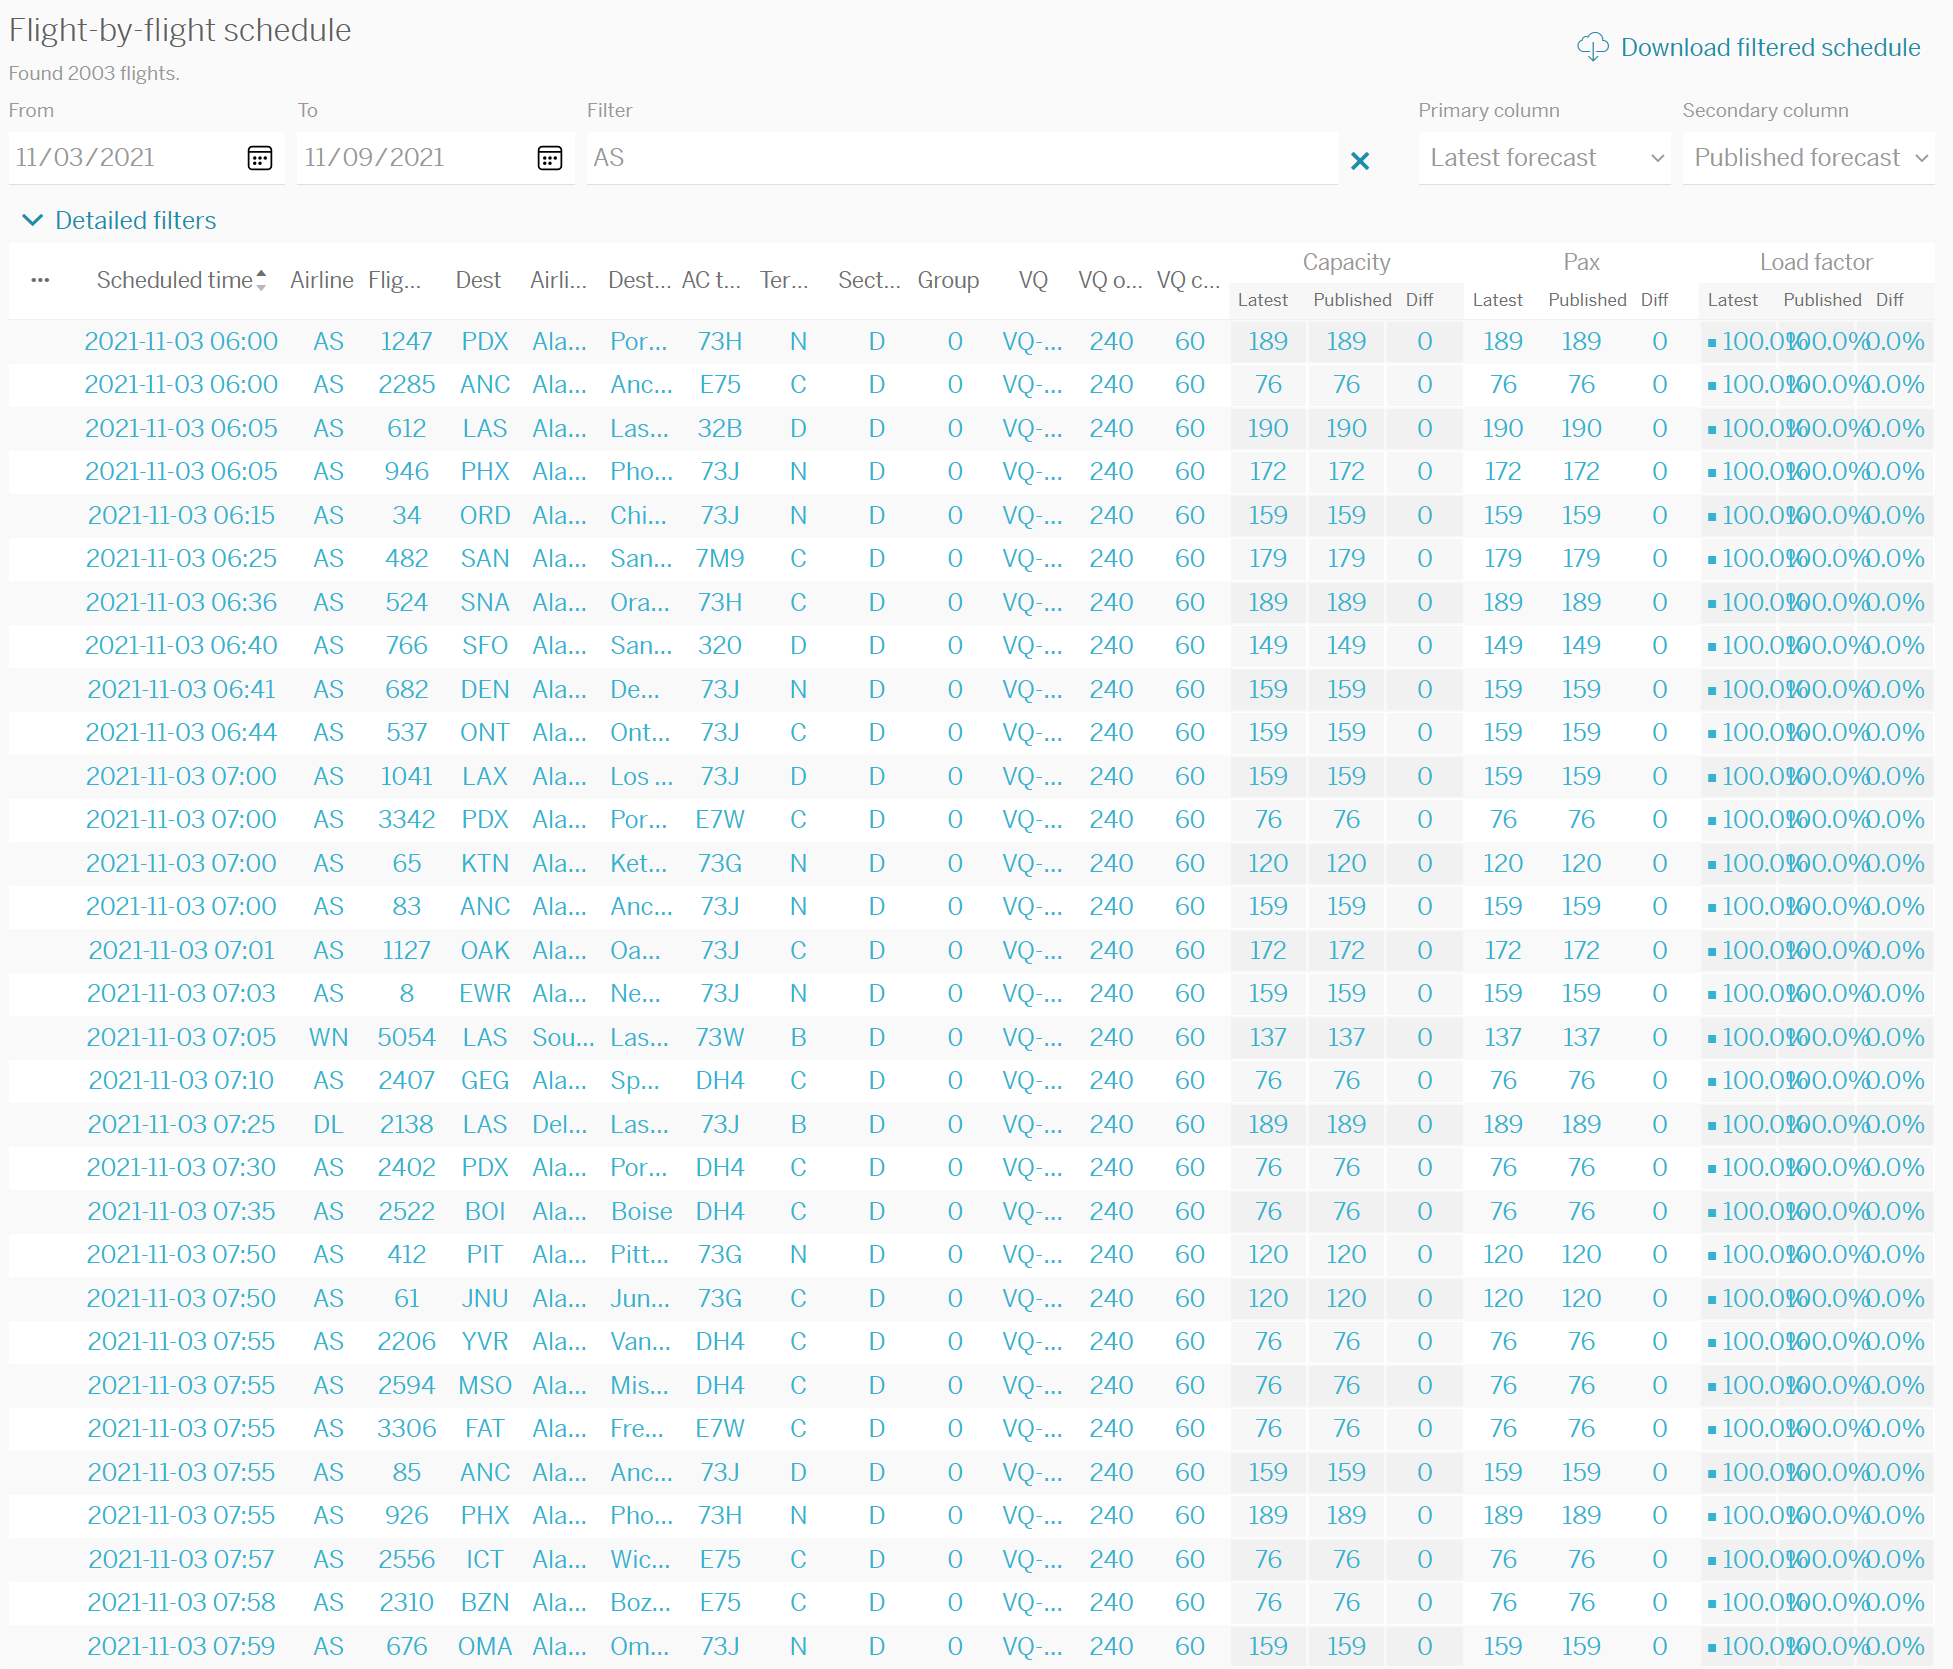 Flight-by-flight schedule
Download filtered schedule
Found 2003 flights.
From To Filter Primary column Secondary column
11/03/2021 11/09/2021 AS Latest forecast Published forecast
Detailed filters
Capacity Pax Load factor
... Scheduled time Airline Flig... Dest Airli... Dest... AC t... Ter... Sect... Group VQ VQ o... VQ c...
Latest Published Diff Latest Published Diff Latest Published Diff
2021-11-03 06:00 AS 1247 PDX Ala... Por... 73H N D 0 VQ-... 240 60 189 189 0 189 189 0 100.0% 100.0% 0.0%
2021-11-03 06:00 AS 2285 ANC Ala... Anc... E75 C D 0 VQ-... 240 60 76 76 0 76 76 0 100.0% 100.0% 0.0%
2021-11-03 06:05 AS 612 LAS Ala... Las... 32B D D 0 VQ-... 240 60 190 190 0 190 190 0 100.0% 100.0% 0.0%
2021-11-03 06:05 AS 946 PHX Ala... Pho... 73J N D 0 VQ-... 240 60 172 172 0 172 172 0 100.0% 100.0% 0.0%
2021-11-03 06:15 AS 34 ORD Ala... Chi... 73J N D 0 VQ-... 240 60 159 159 0 159 159 0 100.0% 100.0% 0.0%
2021-11-03 06:25 AS 482 SAN Ala... San... 7M9 C D 0 VQ-... 240 60 179 179 0 179 179 0 100.0% 100.0% 0.0%
2021-11-03 06:36 AS 524 SNA Ala... Ora... 73H C D 0 VQ-... 240 60 189 189 0 189 189 0 100.0% 100.0% 0.0%
2021-11-03 06:40 AS 766 SFO Ala... San... 320 D D 0 VQ-... 240 60 149 149 0 149 149 0 100.0% 100.0% 0.0%
2021-11-03 06:41 AS 682 DEN Ala... De... 73J N D 0 VQ-... 240 60 159 159 0 159 159 0 100.0% 100.0% 0.0%
2021-11-03 06:44 AS 537 ONT Ala... Ont... 73J C D 0 VQ-... 240 60 159 159 0 159 159 0 100.0% 100.0% 0.0%
2021-11-03 07:00 AS 1041 LAX Ala... Los ... 73J D D 0 VQ-... 240 60 159 159 0 159 159 0 100.0% 100.0% 0.0%
2021-11-03 07:00 AS 3342 PDX Ala... Por... E7W C D 0 VQ-... 240 60 76 76 0 76 76 0 100.0% 100.0% 0.0%
2021-11-03 07:00 AS 65 KTN Ala... Ket... 73G N D 0 VQ-... 240 60 120 120 0 120 120 0 100.0% 100.0% 0.0%
2021-11-03 07:00 AS 83 ANC Ala... Anc... 73J N D 0 VQ-... 240 60 159 159 0 159 159 0 100.0% 100.0% 0.0%
2021-11-03 07:01 AS 1127 OAK Ala... Oa... 73J C D 0 VQ-... 240 60 172 172 0 172 172 0 100.0% 100.0% 0.0%
2021-11-03 07:03 AS 8 EWR Ala... Ne... 73J N D 0 VQ-... 240 60 159 159 0 159 159 0 100.0% 100.0% 0.0%
2021-11-03 07:05 WN 5054 LAS Sou... Las... 73W B D 0 VQ-... 240 60 137 137 0 137 137 0 100.0% 100.0% 0.0%
2021-11-03 07:10 AS 2407 GEG Ala... Sp... DH4 C D 0 VQ-... 240 60 76 76 0 76 76 0 100.0% 100.0% 0.0%
2021-11-03 07:25 DL 2138 LAS Del... Las... 73J B D 0 VQ-... 240 60 189 189 0 189 189 0 100.0% 100.0% 0.0%
2021-11-03 07:30 AS 2402 PDX Ala... Por... DH4 C D 0 VQ-... 240 60 76 76 0 76 76 0 100.0% 100.0% 0.0%
2021-11-03 07:35 AS 2522 BOI Ala... Boise DH4 C D 0 VQ-... 240 60 76 76 0 76 76 0 100.0% 100.0% 0.0%
2021-11-03 07:50 AS 412 PIT Ala... Pitt... 73G N D 0 VQ-... 240 60 120 120 0 120 120 0 100.0% 100.0% 0.0%
2021-11-03 07:50 AS 61 JNU Ala... Jun... 73G C D 0 VQ-... 240 60 120 120 0 120 120 0 100.0% 100.0% 0.0%
2021-11-03 07:55 AS 2206 YVR Ala... Van... DH4 C D 0 VQ-... 240 60 76 76 0 76 76 0 100.0% 100.0% 0.0%
2021-11-03 07:55 AS 2594 MSO Ala... Mis... DH4 C D 0 VQ-... 240 60 76 76 0 76 76 0 100.0% 100.0% 0.0%
2021-11-03 07:55 AS 3306 FAT Ala... Fre... E7W C D 0 VQ-... 240 60 76 76 0 76 76 0 100.0% 100.0% 0.0%
2021-11-03 07:55 AS 85 ANC Ala... Anc... 73J D D 0 VQ-... 240 60 159 159 0 159 159 0 100.0% 100.0% 0.0%
2021-11-03 07:55 AS 926 PHX Ala... Pho... 73H N D 0 VQ-... 240 60 189 189 0 189 189 0 100.0% 100.0% 0.0%
2021-11-03 07:57 AS 2556 ICT Ala... Wic... E75 C D 0 VQ-... 240 60 76 76 0 76 76 0 100.0% 100.0% 0.0%
2021-11-03 07:58 AS 2310 BZN Ala... Boz... E75 C D 0 VQ-... 240 60 76 76 0 76 76 0 100.0% 100.0% 0.0%
2021-11-03 07:59 AS 676 OMA Ala... Om... 73J N D 0 VQ-... 240 60 159 159 0 159 159 0 100.0% 100.0% 0.0%